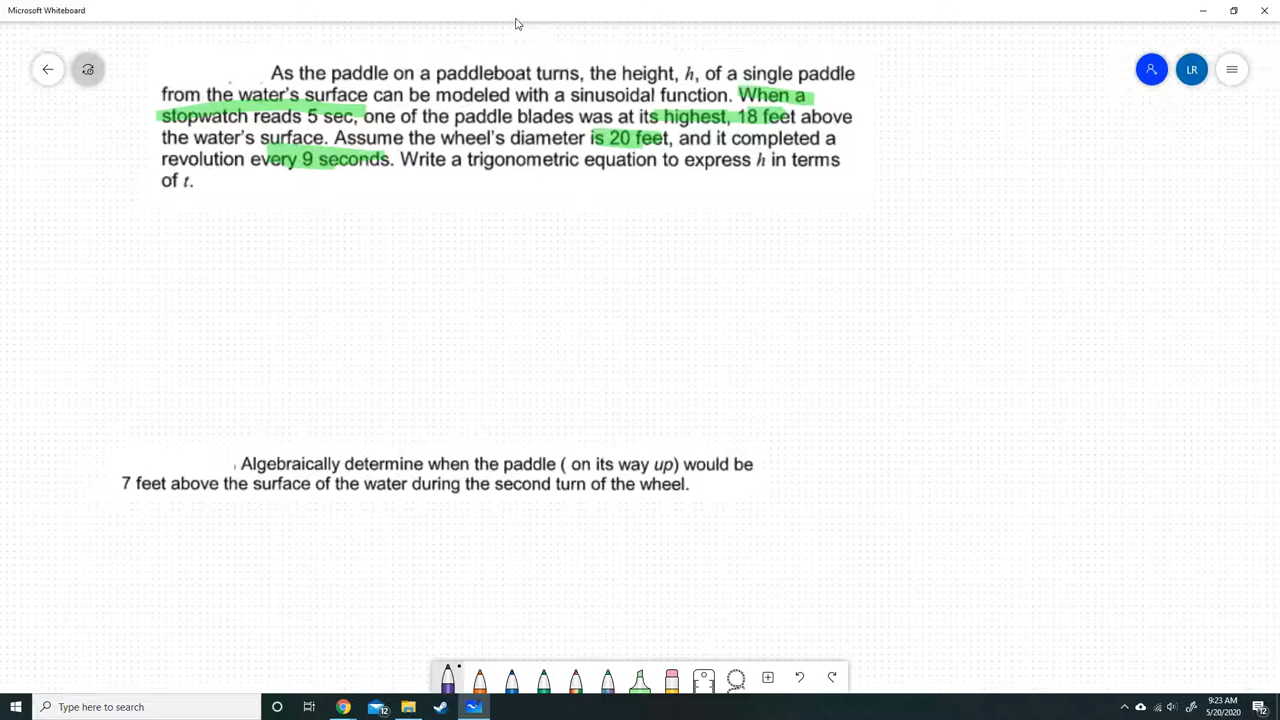 Microsoft Whiteboard
LR
As the paddle on a paddleboat turns, the height, h, of a single paddle
from the water's surface can be modeled with a sinusoidal function. When a
stopwatch reads 5 sec, one of the paddle blades was at its highest, 18 feet above
the water's surface. Assume the wheel's diameter is 20 feet, and it completed a
revolution every 9 seconds. Write a trigonometric equation to express h in terms
of t.
Algebraically determine when the paddle ( on its way up) would be
7 feet above the surface of the water during the second turn of the wheel.
Type here to search
12
9:23 AM
5/20/2020
12